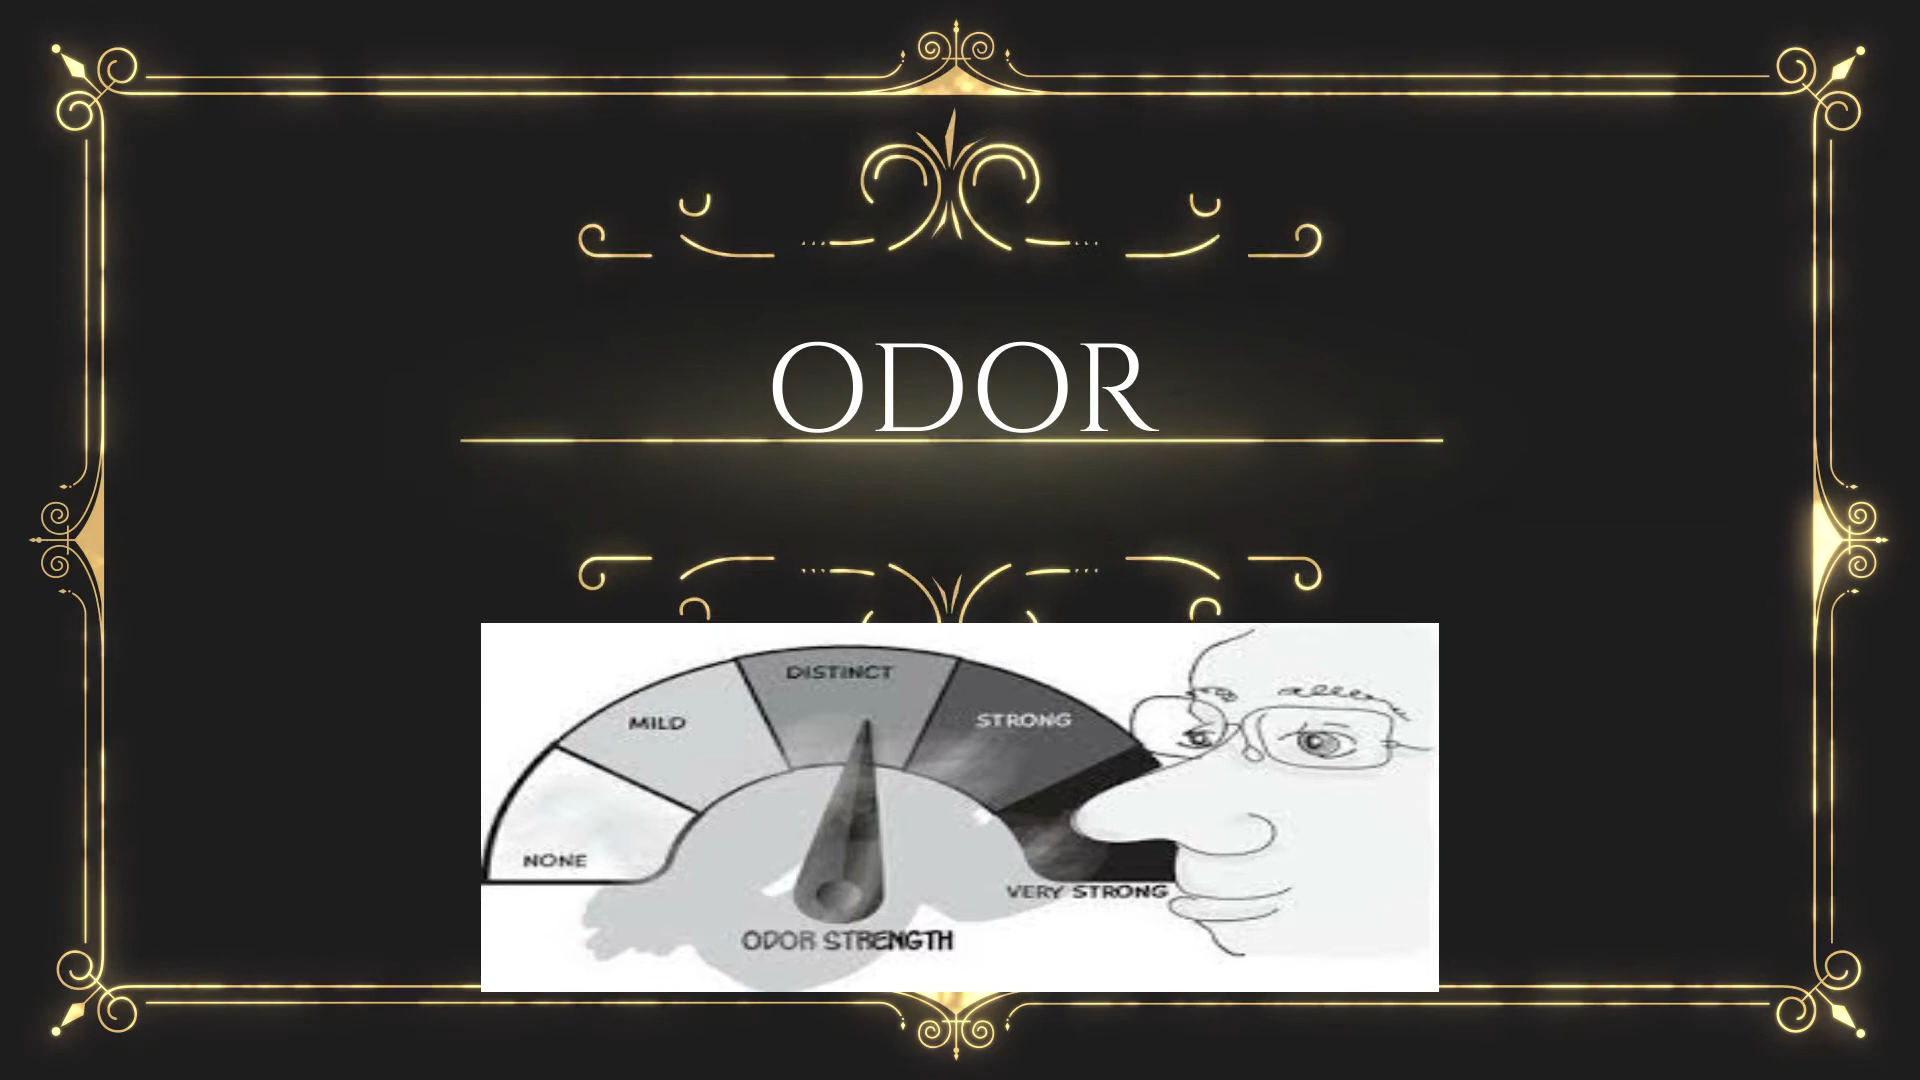 ODOR
DISTINCT
MILD
STRONG
NONE
VERY STRONG
ODOR STRENGTH